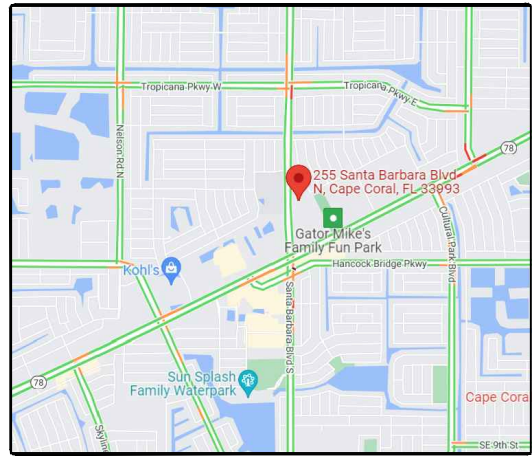 Tropicana Pkwy W
Tropicana Pkwy E
Nelson Rd N
78
255 Santa Barbara Blvd
N, Cape Coral, FL 33993
Gator Mike's
Family Fun Park
Cultural Park Blvd
Kohl's
Hancock Bridge Pkwy
Santa Barbara Blvd S
78
Sun Splash
Family Waterpark
Cape Cora
Skyline
SE 9th St